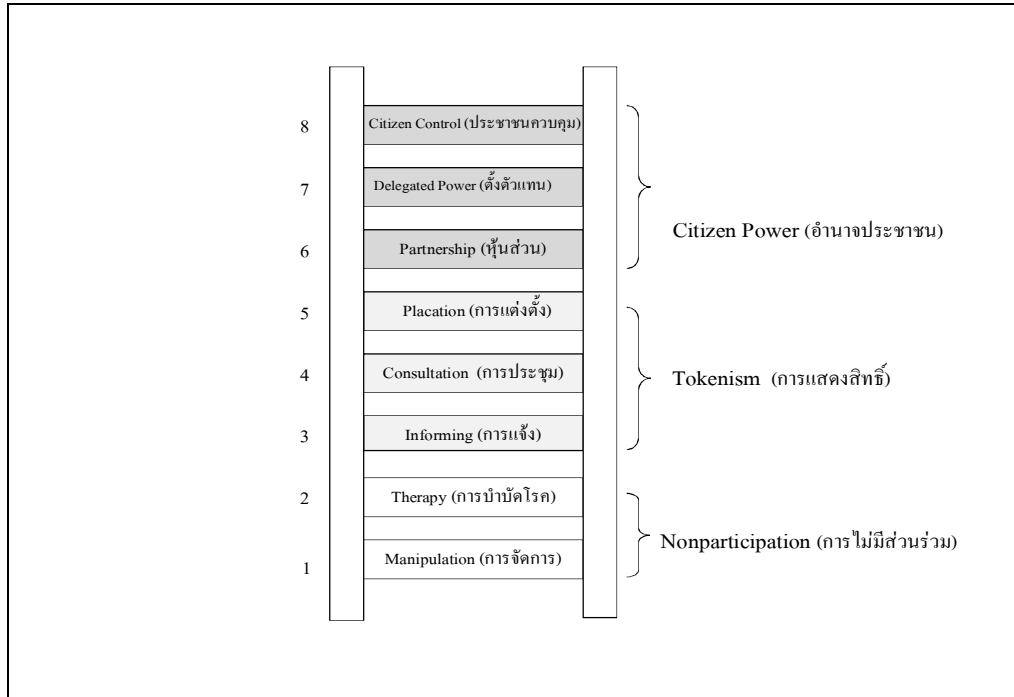 8 Citizen Control (ประชาชนควบคุม)
7 Delegated Power (ตั้งตัวแทน)
Citizen Power (อำนาจประชาชน)
6 Partnership (หุ้นส่วน)
5 Placation (การแต่งตั้ง)
4 Consultation (การประชุม)
Tokenism (การแสดงสิทธิ์)
3 Informing (การแจ้ง)
2 Therapy (การบำบัดโรค)
Nonparticipation (การไม่มีส่วนร่วม)
1 Manipulation (การจัดการ)